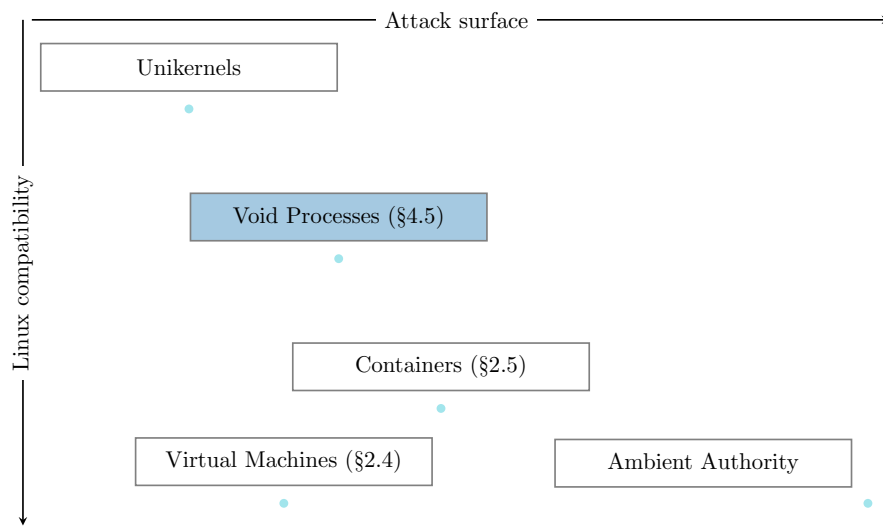 Attack surface
Unikernels
Linux compatibility
Void Processes (§4.5)
Containers (§2.5)
Virtual Machines (§2.4)
Ambient Authority